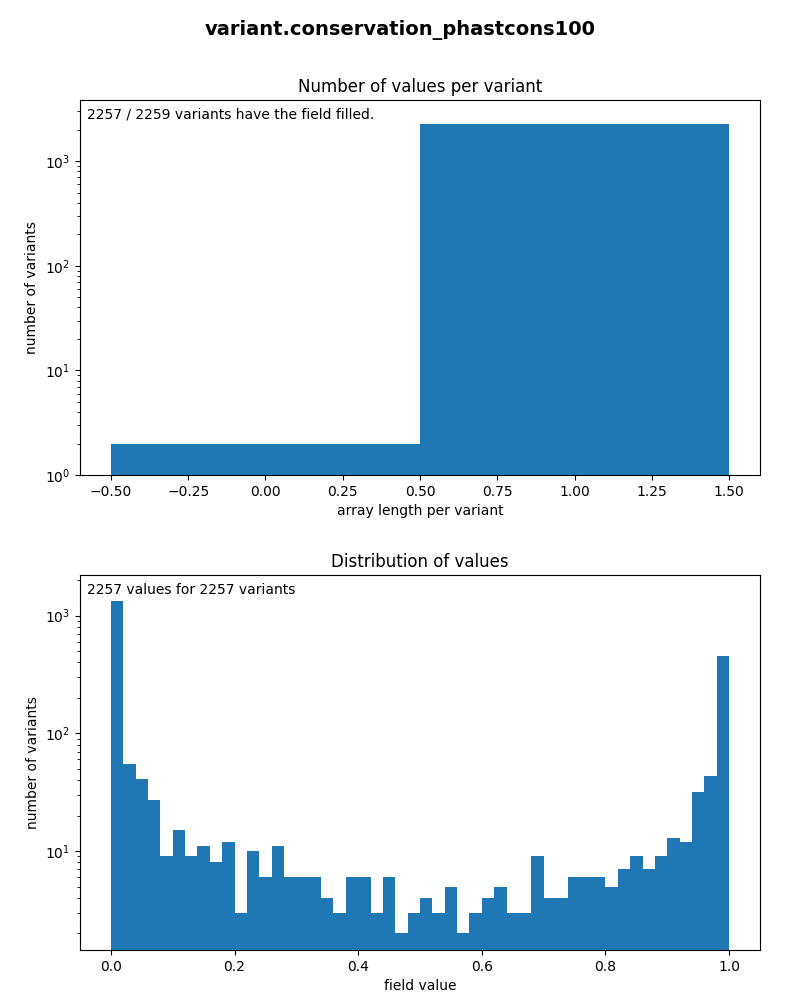 variant.conservation_phastcons100
Number of values per variant
2257 / 2259 variants have the field filled.
10³
10²
10¹
10⁰
number of variants
−0.50
−0.25
0.00
0.25
0.50
0.75
1.00
1.25
1.50
array length per variant
Distribution of values
2257 values for 2257 variants
10³
10²
10¹
number of variants
0.0
0.2
0.4
0.6
0.8
1.0
field value